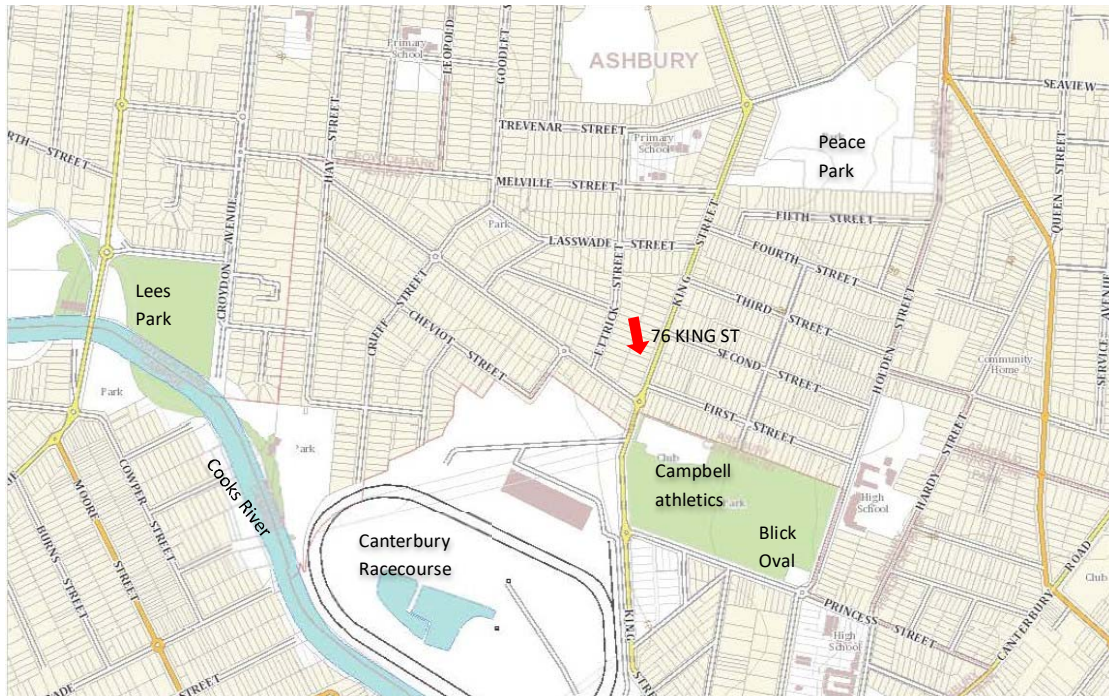 Primary
School
LEOPOLD
GOODLET
ASHBURY
SEAVIEW
STREET
TREVENAR STREET
Primary
School
Peace
Park
HAY STREET
MELVILLE STREET
QUEEN STREET
FIFTH STREET
CROYDON AVENUE
Park
LASSWADE STREET
KING STREET
FOURTH STREET
Lees
Park
CRIEFF STREET
CHEVIOT STREET
ETTRICK STREET
THIRD STREET
76 KING ST
SECOND STREET
HOLDEN STREET
Community
Home
SERVICE AVENUE
FIRST STREET
Park
Park
Club
Campbell
athletics
Park
High
School
HARDY STREET
COWPER STREET
MOORE STREET
BURNS STREET
Cooks River
Canterbury
Racecourse
Blick
Oval
PRINCESS STREET
CANTERBURY ROAD
Club
High
School
KING